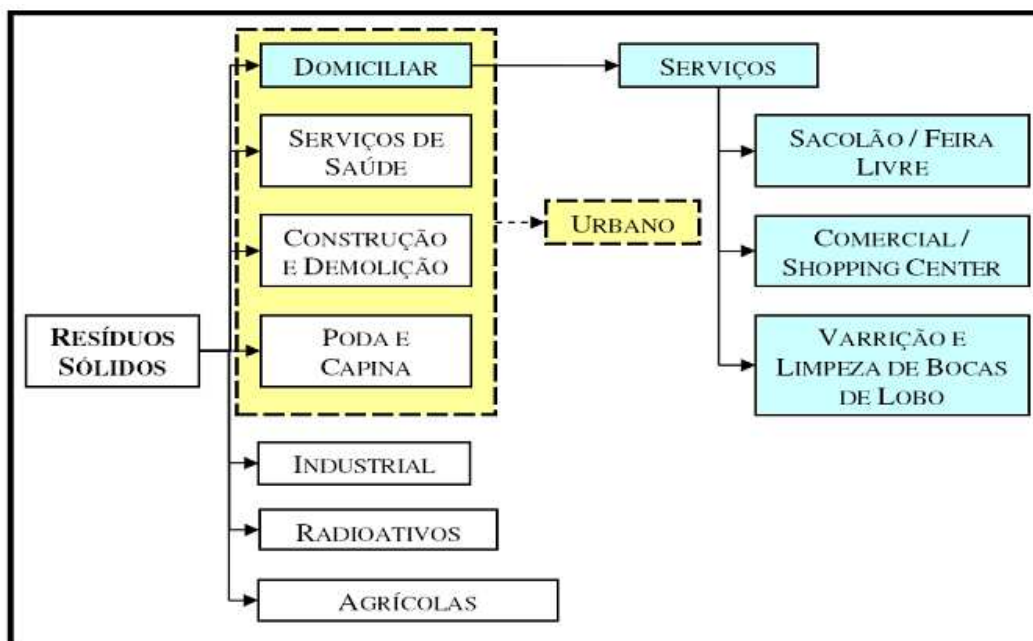 RESÍDUOS
SÓLIDOS
DOMICILIAR
SERVIÇOS DE
SAÚDE
CONSTRUÇÃO
E DEMOLIÇÃO
PODA E
CAPINA
INDUSTRIAL
RADIOATIVOS
AGRÍCOLAS
URBANO
SERVIÇOS
SACOLÃO / FEIRA
LIVRE
COMERCIAL /
SHOPPING CENTER
VARRIÇÃO E
LIMPEZA DE BOCAS
DE LOBO